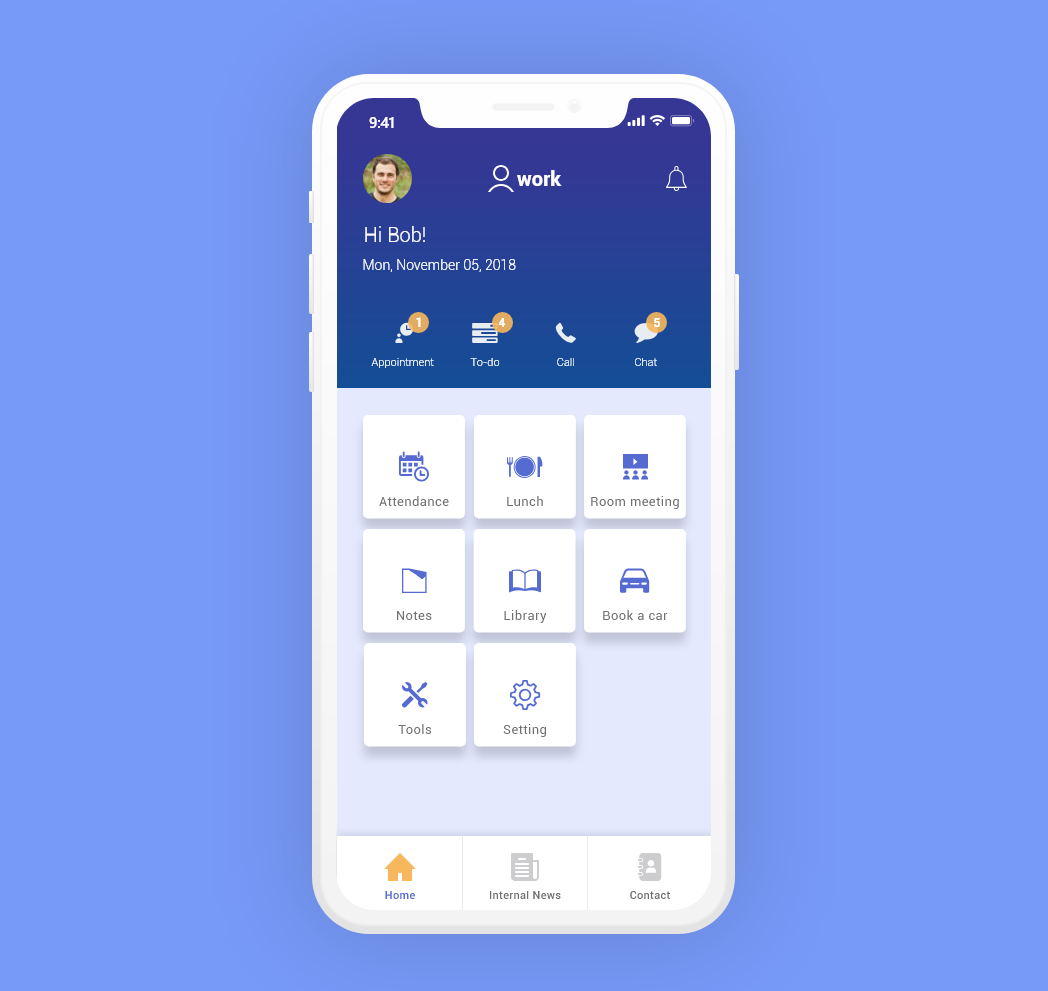 9:41
work
Hi Bob!
Mon, November 05, 2018
1 4 5
Appointment To-do Call Chat
Attendance Lunch Room meeting
Notes Library Book a car
Tools Setting
Home Internal News Contact